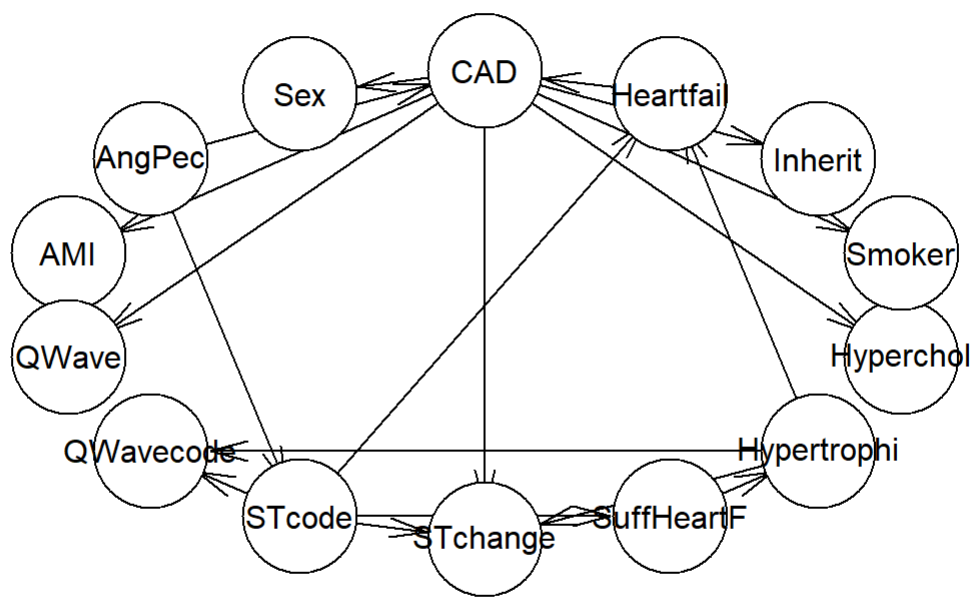 CAD
Sex
Heartfail
AngPec
Inherit
AMI
Smoker
QWave
Hyperchol
QWavecode
Hypertrophi
STcode
SuffHeartF
STchange